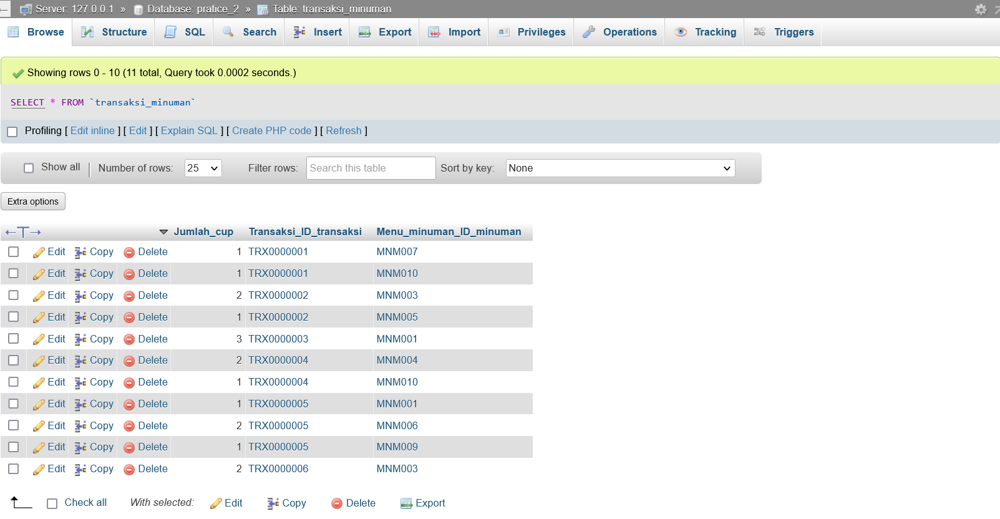 Server: 127.0.0.1 » Database: pratice_2 » Table: transaksi_minuman
Browse Structure SQL Search Insert Export Import Privileges Operations Tracking Triggers
Showing rows 0 - 10 (11 total, Query took 0.0002 seconds.)
SELECT * FROM `transaksi_minuman`
Profiling [ Edit inline ] [ Edit ] [ Explain SQL ] [ Create PHP code ] [ Refresh ]
Show all | Number of rows: 25 Filter rows: Search this table Sort by key: None
Extra options
←T→ Jumlah_cup Transaksi_ID_transaksi Menu_minuman_ID_minuman
Edit Copy Delete 1 TRX0000001 MNM007
Edit Copy Delete 1 TRX0000001 MNM010
Edit Copy Delete 2 TRX0000002 MNM003
Edit Copy Delete 1 TRX0000002 MNM005
Edit Copy Delete 3 TRX0000003 MNM001
Edit Copy Delete 2 TRX0000004 MNM004
Edit Copy Delete 1 TRX0000004 MNM010
Edit Copy Delete 1 TRX0000005 MNM001
Edit Copy Delete 2 TRX0000005 MNM006
Edit Copy Delete 1 TRX0000005 MNM009
Edit Copy Delete 2 TRX0000006 MNM003
Check all With selected: Edit Copy Delete Export